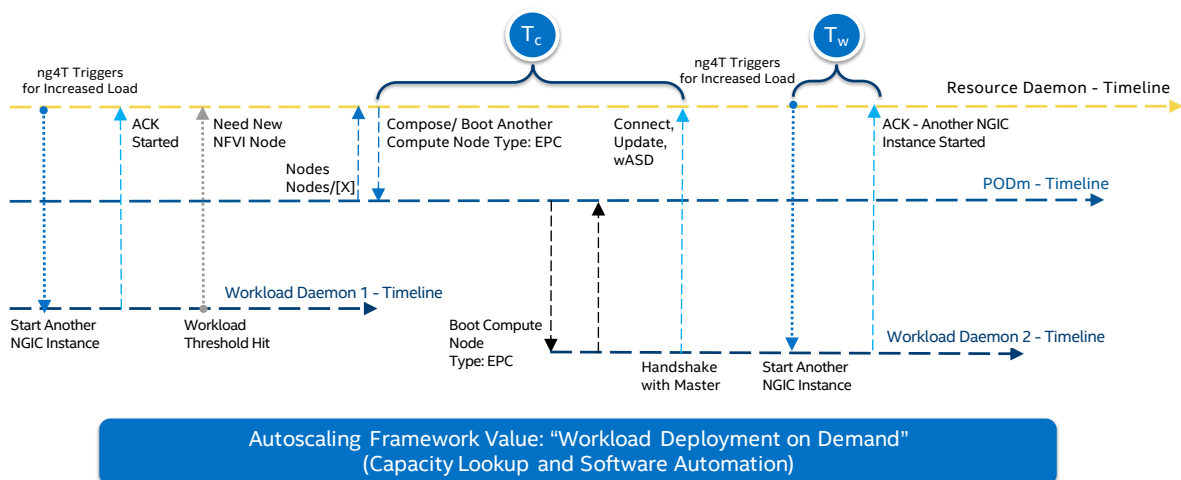 Tc
Tw
ng4T Triggers
for Increased Load
ng4T Triggers
for Increased Load
Resource Daemon - Timeline
ACK
Started
Need New
NFVI Node
Compose/ Boot Another
Compute Node Type: EPC
Connect,
Update,
wASD
ACK - Another NGIC
Instance Started
Nodes
Nodes/[X]
PODm - Timeline
Workload Daemon 1 - Timeline
Start Another
NGIC Instance
Workload
Threshold Hit
Boot Compute
Node
Type: EPC
Workload Daemon 2 - Timeline
Handshake
with Master
Start Another
NGIC Instance
Autoscaling Framework Value: “Workload Deployment on Demand”
(Capacity Lookup and Software Automation)